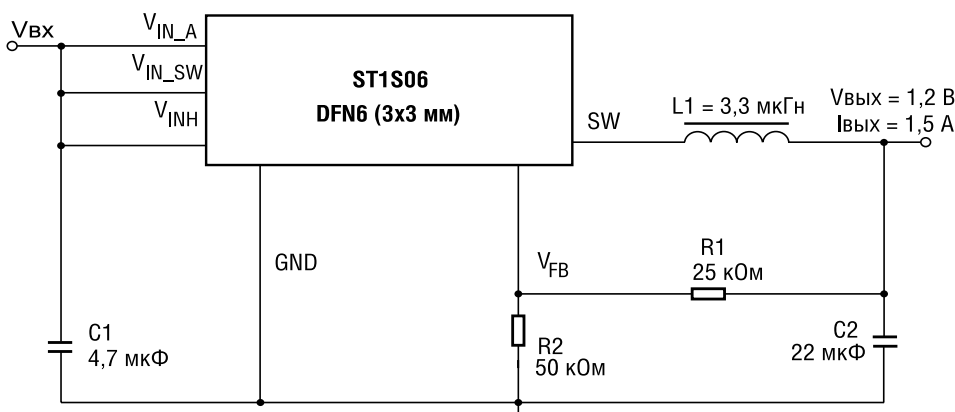 VВХ
VIN_A
VIN_SW
VINH
ST1S06
DFN6 (3x3 мм)
SW
L1 = 3,3 мкГн
VВЫХ = 1,2 В
IВЫХ = 1,5 А
GND
VFB
R1
25 кОм
C1
4,7 мкФ
R2
50 кОм
C2
22 мкФ